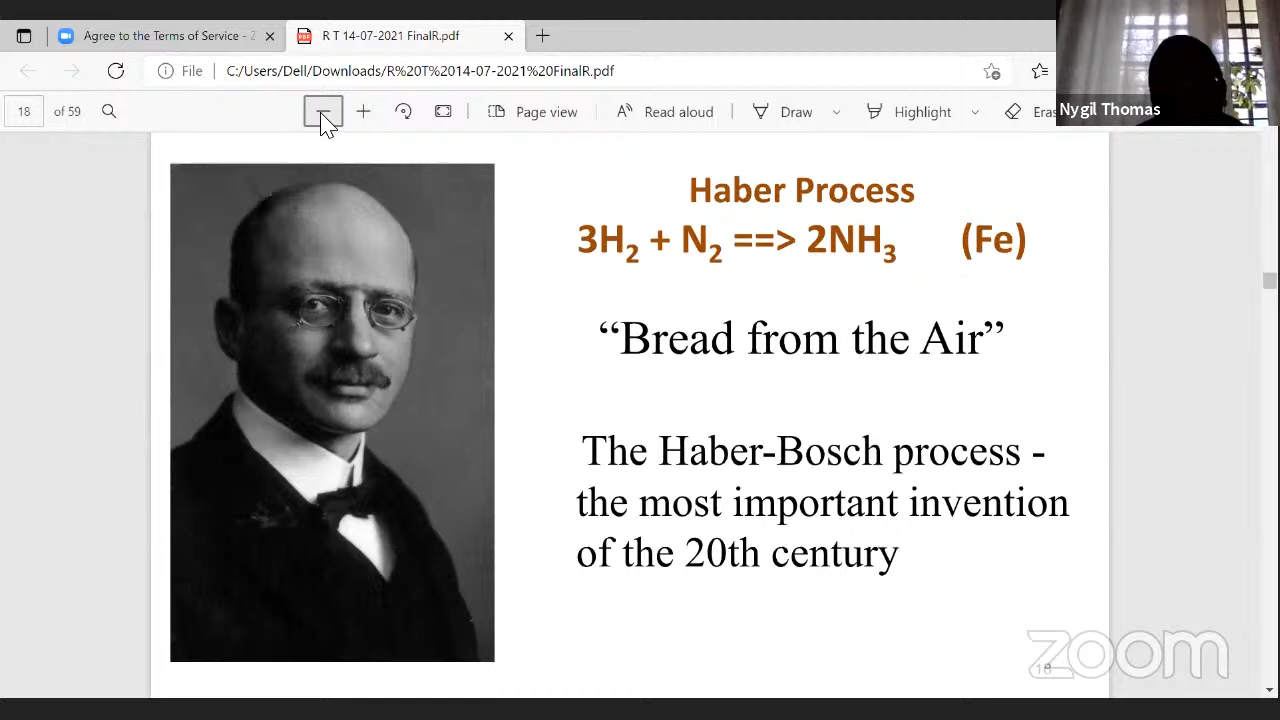 Agree to the Terms of Service - Z
R T 14-07-2021 FinalR.pdf
File
C:/Users/Dell/Downloads/R%20T%2014-07-2021%20FinalR.pdf
18 of 59
Page view
Read aloud
Draw
Highlight
Eras
Nygil Thomas
Haber Process
3H₂ + N₂ ==> 2NH₃ (Fe)
“Bread from the Air”
The Haber-Bosch process -
the most important invention
of the 20th century
zoom
18